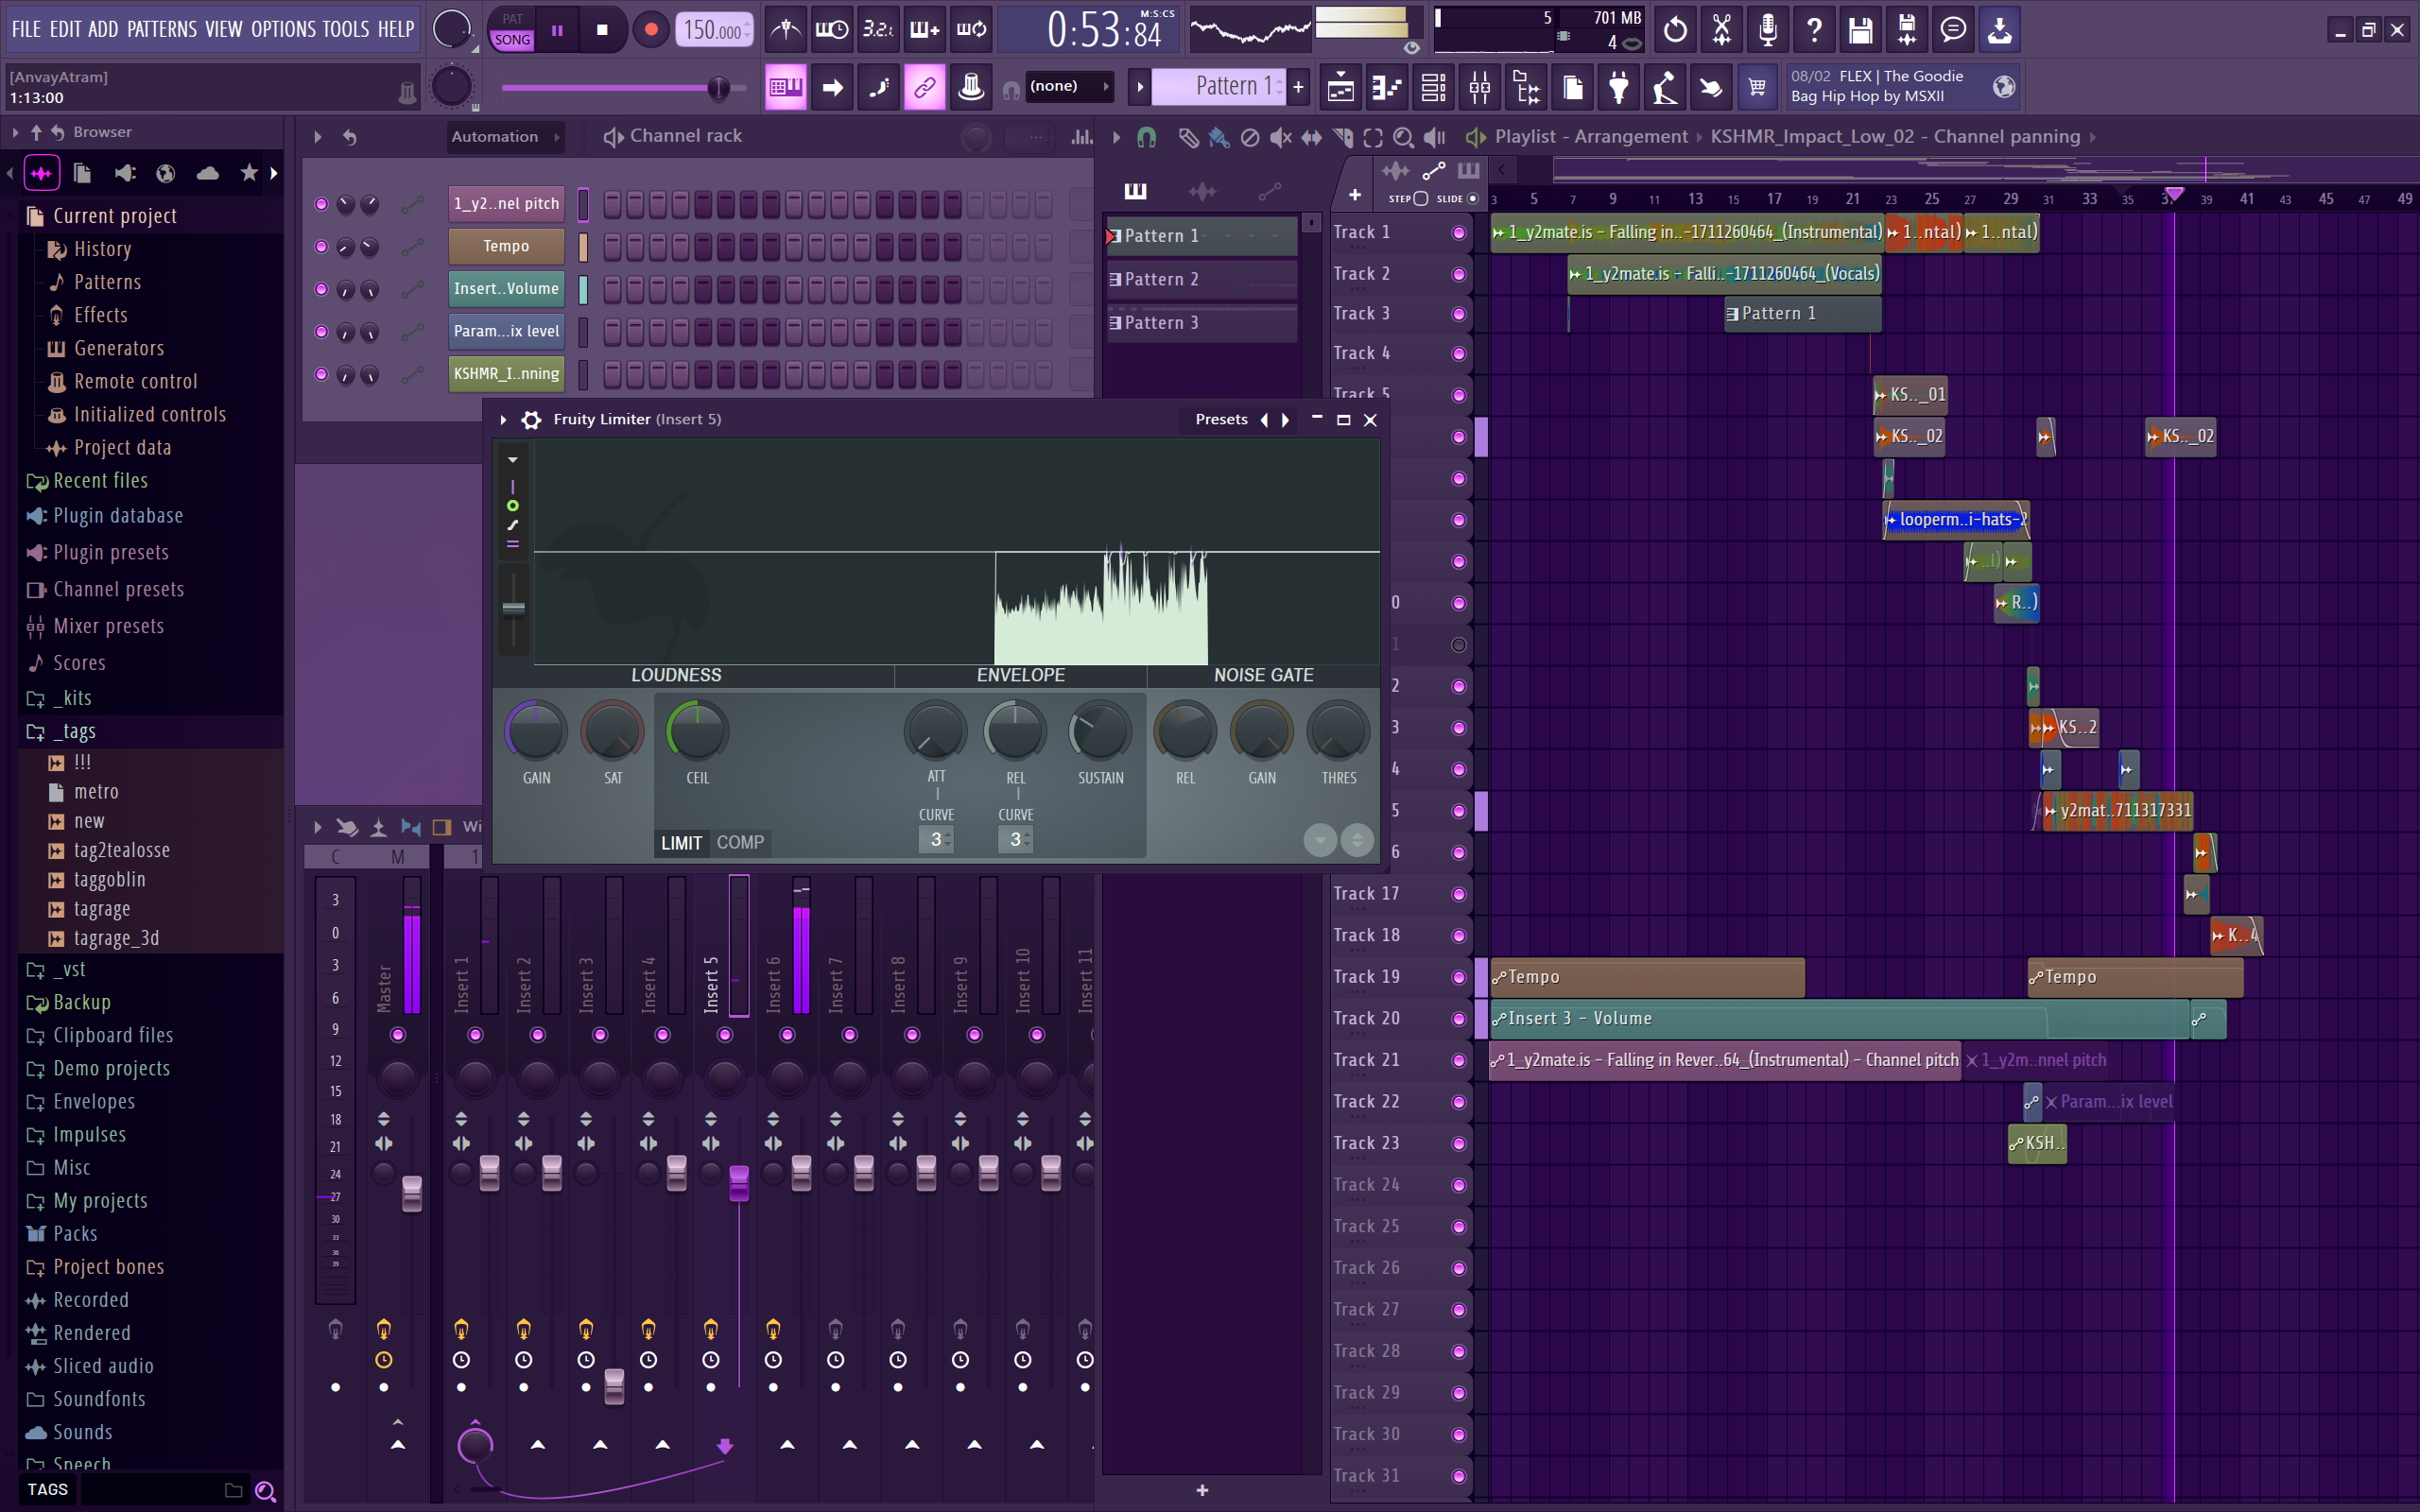 FILE EDIT ADD PATTERNS VIEW OPTIONS TOOLS HELP
PAT
SONG
150.000
3.2.
M:S:CS
0:53:84
5
701 MB
4
[AnvayAtram]
1:13:00
(none)
Pattern 1
08/02 FLEX | The Goodie
Bag Hip Hop by MSXII
Browser
Automation
Channel rack
Playlist - Arrangement
KSHMR_Impact_Low_02 - Channel panning
Current project
History
Patterns
Effects
Generators
Remote control
Initialized controls
Project data
Recent files
Plugin database
Plugin presets
Channel presets
Mixer presets
Scores
_kits
_tags
!!!
metro
new
tag2tealosse
taggoblin
tagrage
tagrage_3d
_vst
Backup
Clipboard files
Demo projects
Envelopes
Impulses
Misc
My projects
Packs
Project bones
Recorded
Rendered
Sliced audio
Soundfonts
Sounds
Speech
TAGS
1_y2..nel pitch
Tempo
Insert..Volume
Param...ix level
KSHMR_I..nning
Pattern 1
Pattern 2
Pattern 3
Fruity Limiter (Insert 5)
Presets
LOUDNESS
ENVELOPE
NOISE GATE
GAIN
SAT
CEIL
ATT
REL
SUSTAIN
REL
GAIN
THRES
CURVE
CURVE
3
3
LIMIT
COMP
Wi
C
M
1
3
0
3
6
9
12
15
18
21
24
27
30
33
36
39
Master
Insert 1
Insert 2
Insert 3
Insert 4
Insert 5
Insert 6
Insert 7
Insert 8
Insert 9
Insert 10
Insert 11
STEP
SLIDE
3 5 7 9 11 13 15 17 19 21 23 25 27 29 31 33 35 37 39 41 43 45 47 49
Track 1
1_y2mate.is - Falling in..-1711260464_(Instrumental)
1..ntal)
1..ntal)
Track 2
1_y2mate.is - Falli..-1711260464_(Vocals)
Track 3
Pattern 1
Track 4
Track 5
KS.._01
KS.._02
KS.._02
looperm..i-hats-2
..l)
0
R..)
1
2
3
KS..2
4
5
y2mat..711317331
6
Track 17
Track 18
K..4
Track 19
Tempo
Tempo
Track 20
Insert 3 - Volume
Track 21
1_y2mate.is - Falling in Rever..64_(Instrumental) - Channel pitch
1_y2m..nnel pitch
Track 22
Param...ix level
Track 23
KSH..
Track 24
Track 25
Track 26
Track 27
Track 28
Track 29
Track 30
Track 31